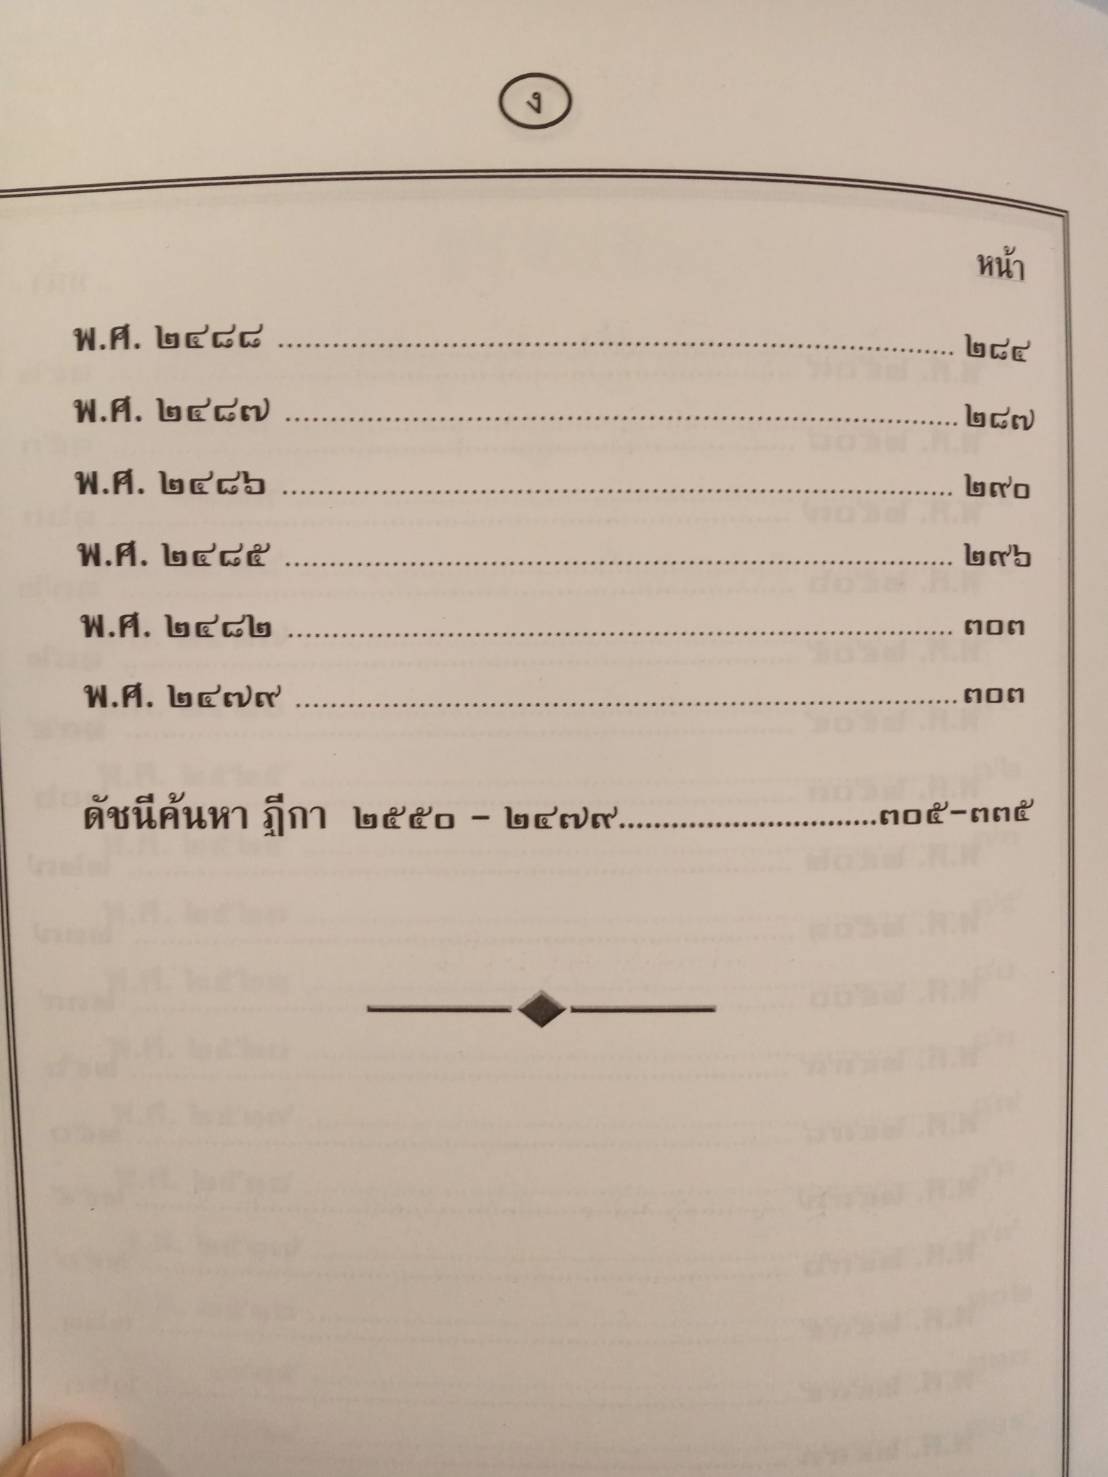 ง
หน้า
พ.ศ. ๒๔๘๘ ........................................ ๒๘๔
พ.ศ. ๒๔๘๗ ........................................ ๒๘๗
พ.ศ. ๒๔๘๖ ........................................ ๒๙๐
พ.ศ. ๒๔๘๕ ........................................ ๒๙๖
พ.ศ. ๒๔๘๒ ........................................ ๓๐๓
พ.ศ. ๒๔๗๙ ........................................ ๓๐๓
ดัชนีค้นหา ฎีกา ๒๕๕๐ - ๒๔๗๙..............................๓๐๕-๓๓๕